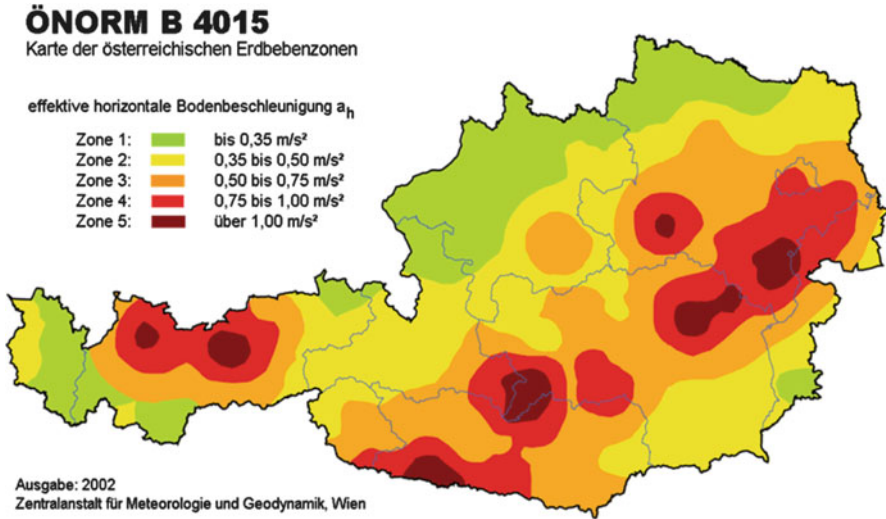 ÖNORM B 4015
Karte der österreichischen Erdbebenzonen
effektive horizontale Bodenbeschleunigung ah
Zone 1: bis 0,35 m/s²
Zone 2: 0,35 bis 0,50 m/s²
Zone 3: 0,50 bis 0,75 m/s²
Zone 4: 0,75 bis 1,00 m/s²
Zone 5: über 1,00 m/s²
Ausgabe: 2002
Zentralanstalt für Meteorologie und Geodynamik, Wien